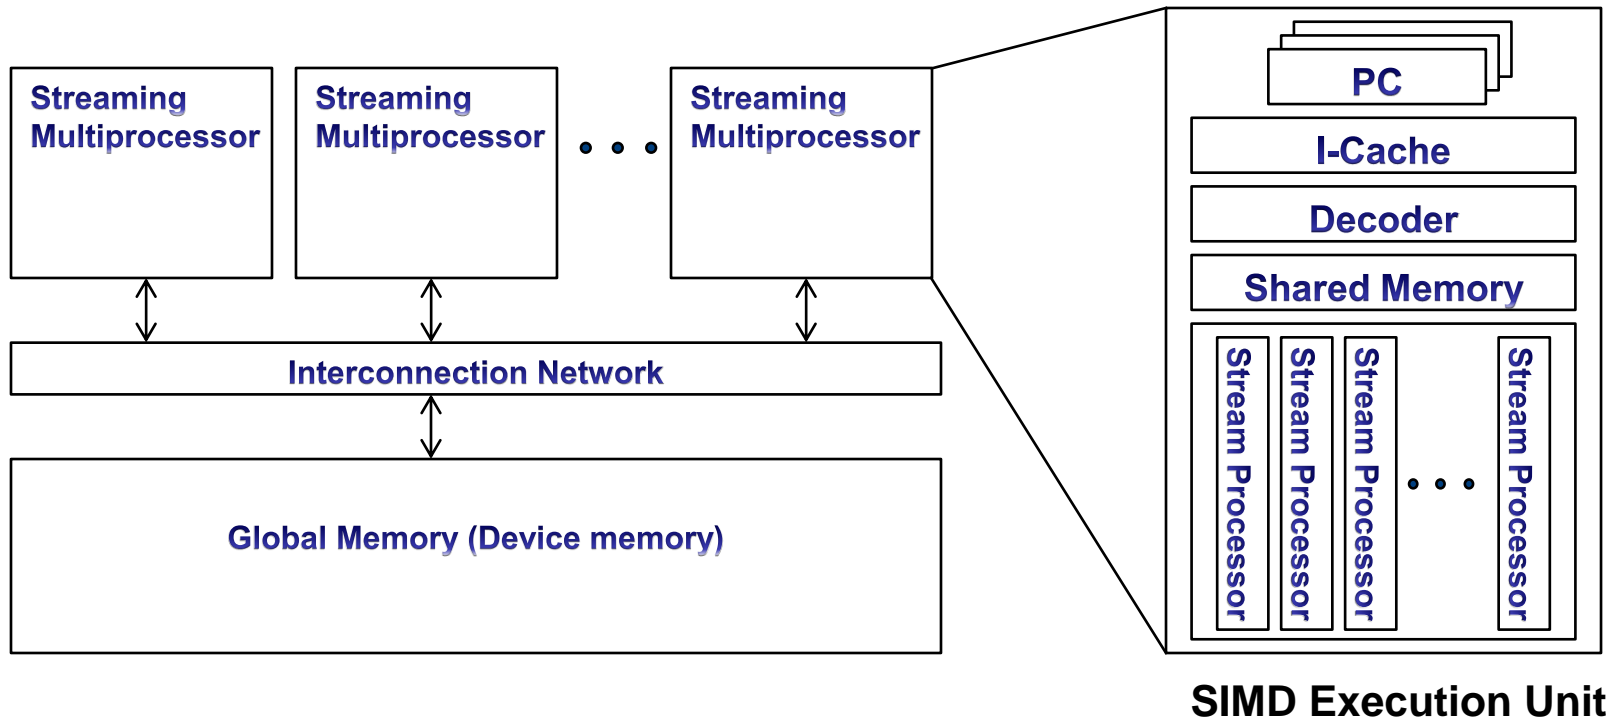 Streaming
Multiprocessor
Streaming
Multiprocessor
Streaming
Multiprocessor
Interconnection Network
Global Memory (Device memory)
PC
I-Cache
Decoder
Shared Memory
Stream Processor
Stream Processor
Stream Processor
Stream Processor
SIMD Execution Unit